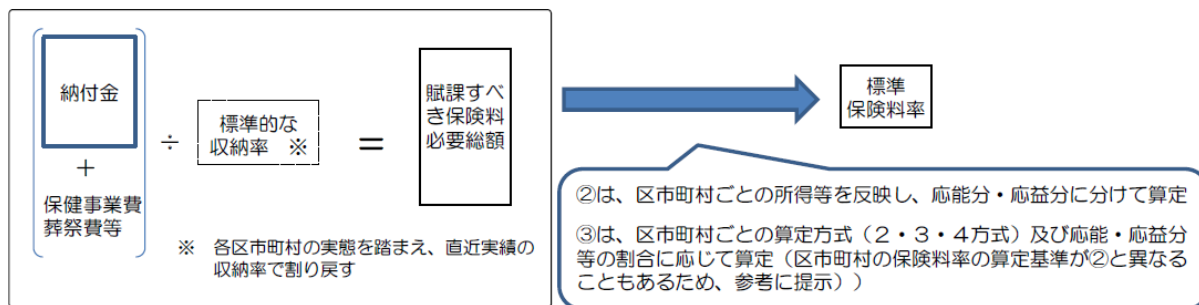 納付金
+
保健事業費
葬祭費等
÷
標準的な
収納率 ※
=
賦課すべ
き保険料
必要総額
※ 各区市町村の実態を踏まえ、直近実績の
収納率で割り戻す
標準
保険料率
②は、区市町村ごとの所得等を反映し、応能分・応益分に分けて算定
③は、区市町村ごとの算定方式(2・3・4方式)及び応能・応益分
等の割合に応じて算定(区市町村の保険料率の算定基準が②と異なる
こともあるため、参考に提示))